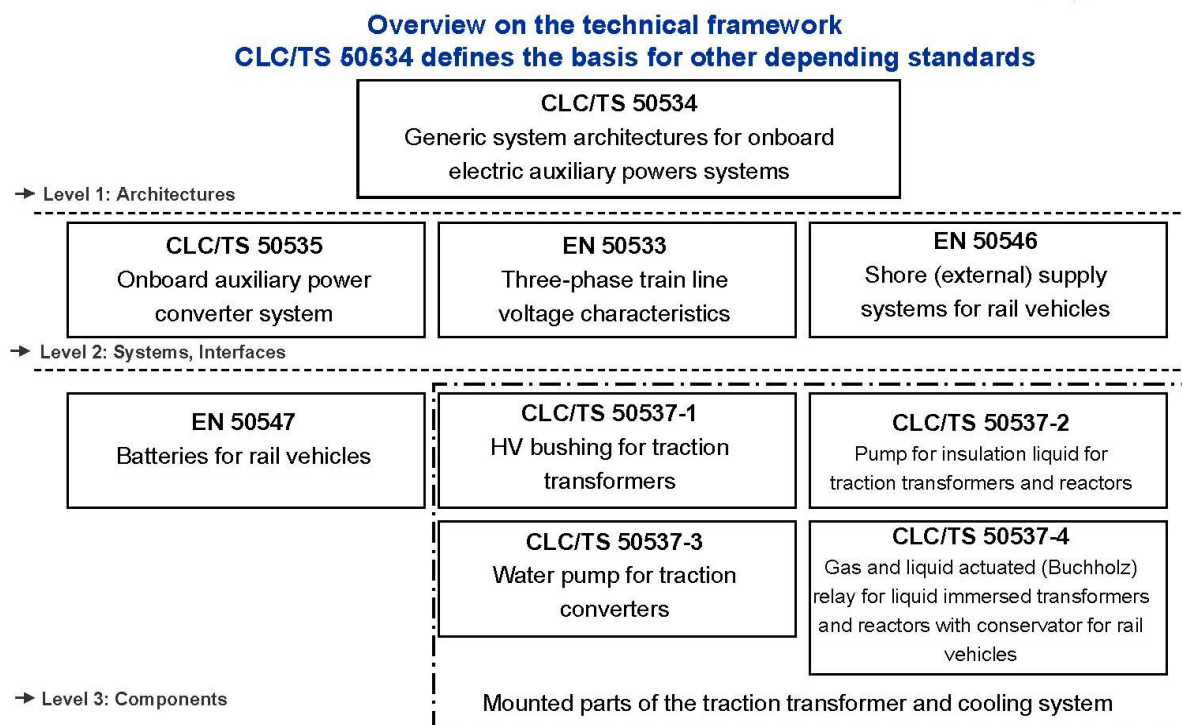 Overview on the technical framework
CLC/TS 50534 defines the basis for other depending standards
CLC/TS 50534
Generic system architectures for onboard
electric auxiliary powers systems
→ Level 1: Architectures
CLC/TS 50535
Onboard auxiliary power
converter system
EN 50533
Three-phase train line
voltage characteristics
EN 50546
Shore (external) supply
systems for rail vehicles
→ Level 2: Systems, Interfaces
EN 50547
Batteries for rail vehicles
CLC/TS 50537-1
HV bushing for traction
transformers
CLC/TS 50537-2
Pump for insulation liquid for
traction transformers and reactors
CLC/TS 50537-3
Water pump for traction
converters
CLC/TS 50537-4
Gas and liquid actuated (Buchholz)
relay for liquid immersed transformers
and reactors with conservator for rail
vehicles
→ Level 3: Components
Mounted parts of the traction transformer and cooling system